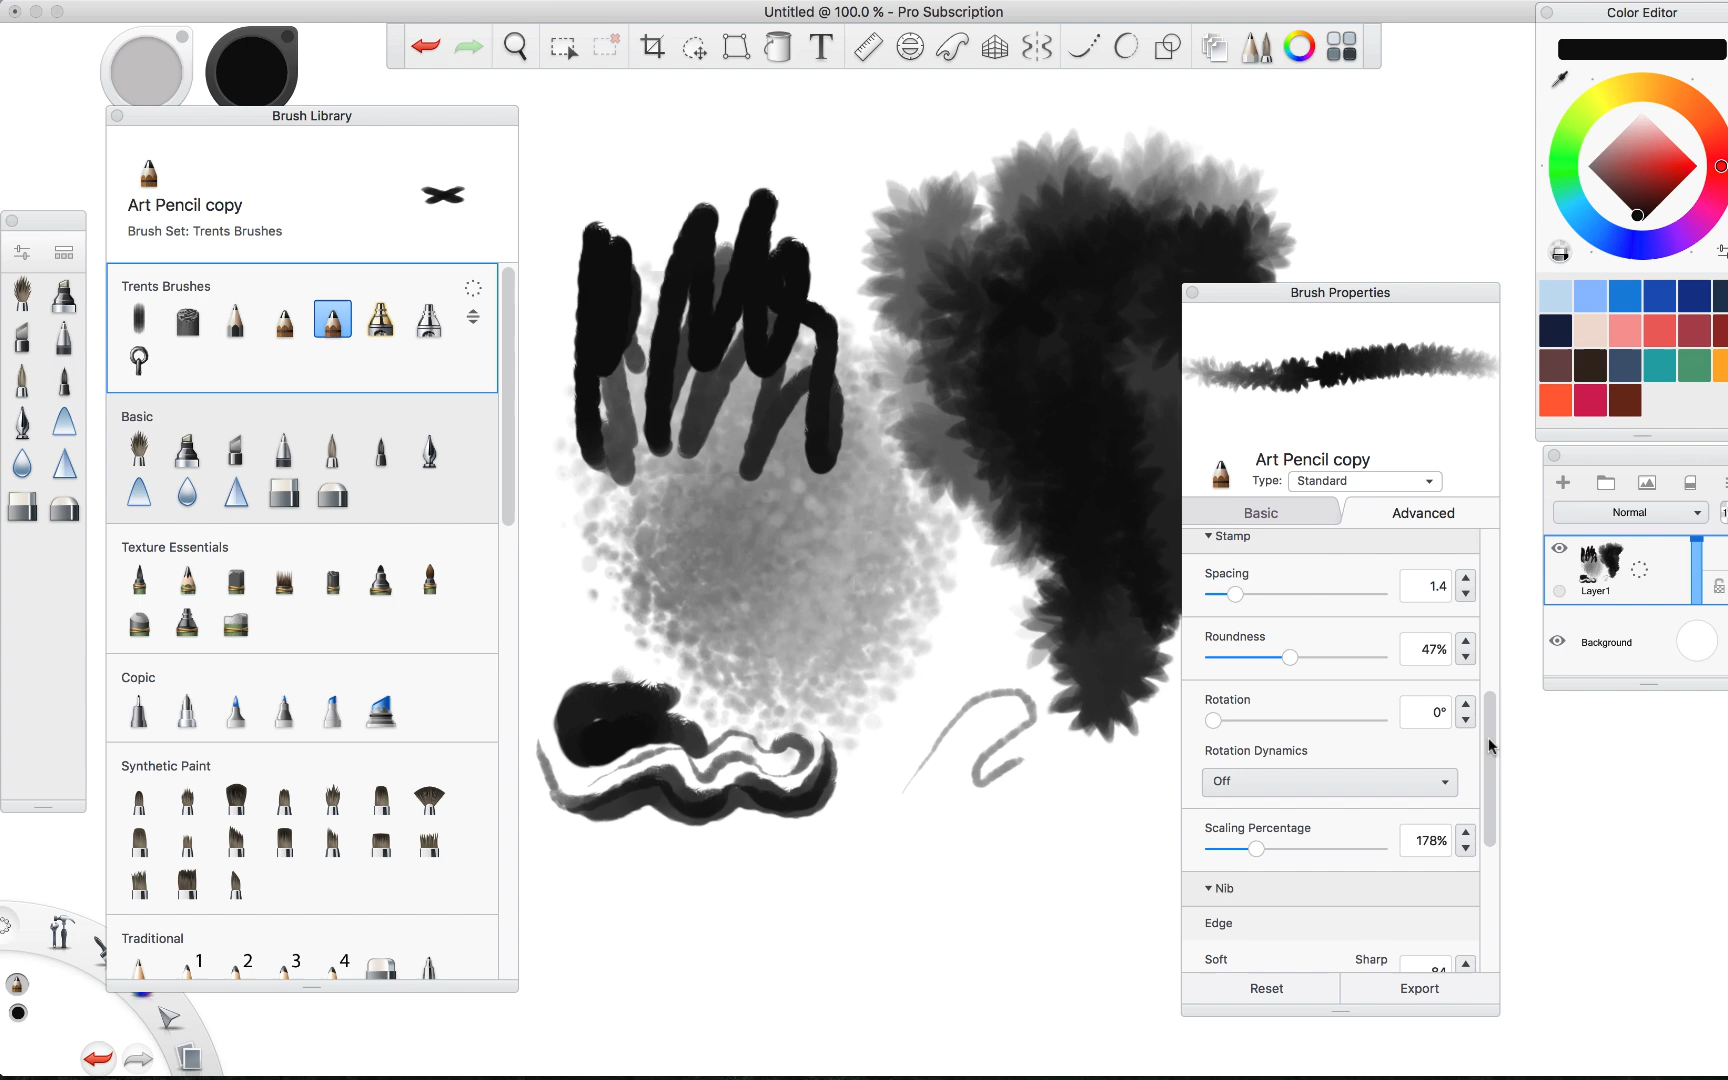 Untitled @ 100.0 % - Pro Subscription
Color Editor
Brush Library
Art Pencil copy
Brush Set: Trents Brushes
Trents Brushes
Basic
Texture Essentials
Copic
Synthetic Paint
Traditional
1 2 3 4
Brush Properties
Art Pencil copy
Type: Standard
Basic Advanced
Stamp
Spacing
1.4
Roundness
47%
Rotation
0°
Rotation Dynamics
Off
Scaling Percentage
178%
Nib
Edge
Soft Sharp
Reset Export
Normal
Layer1
Background